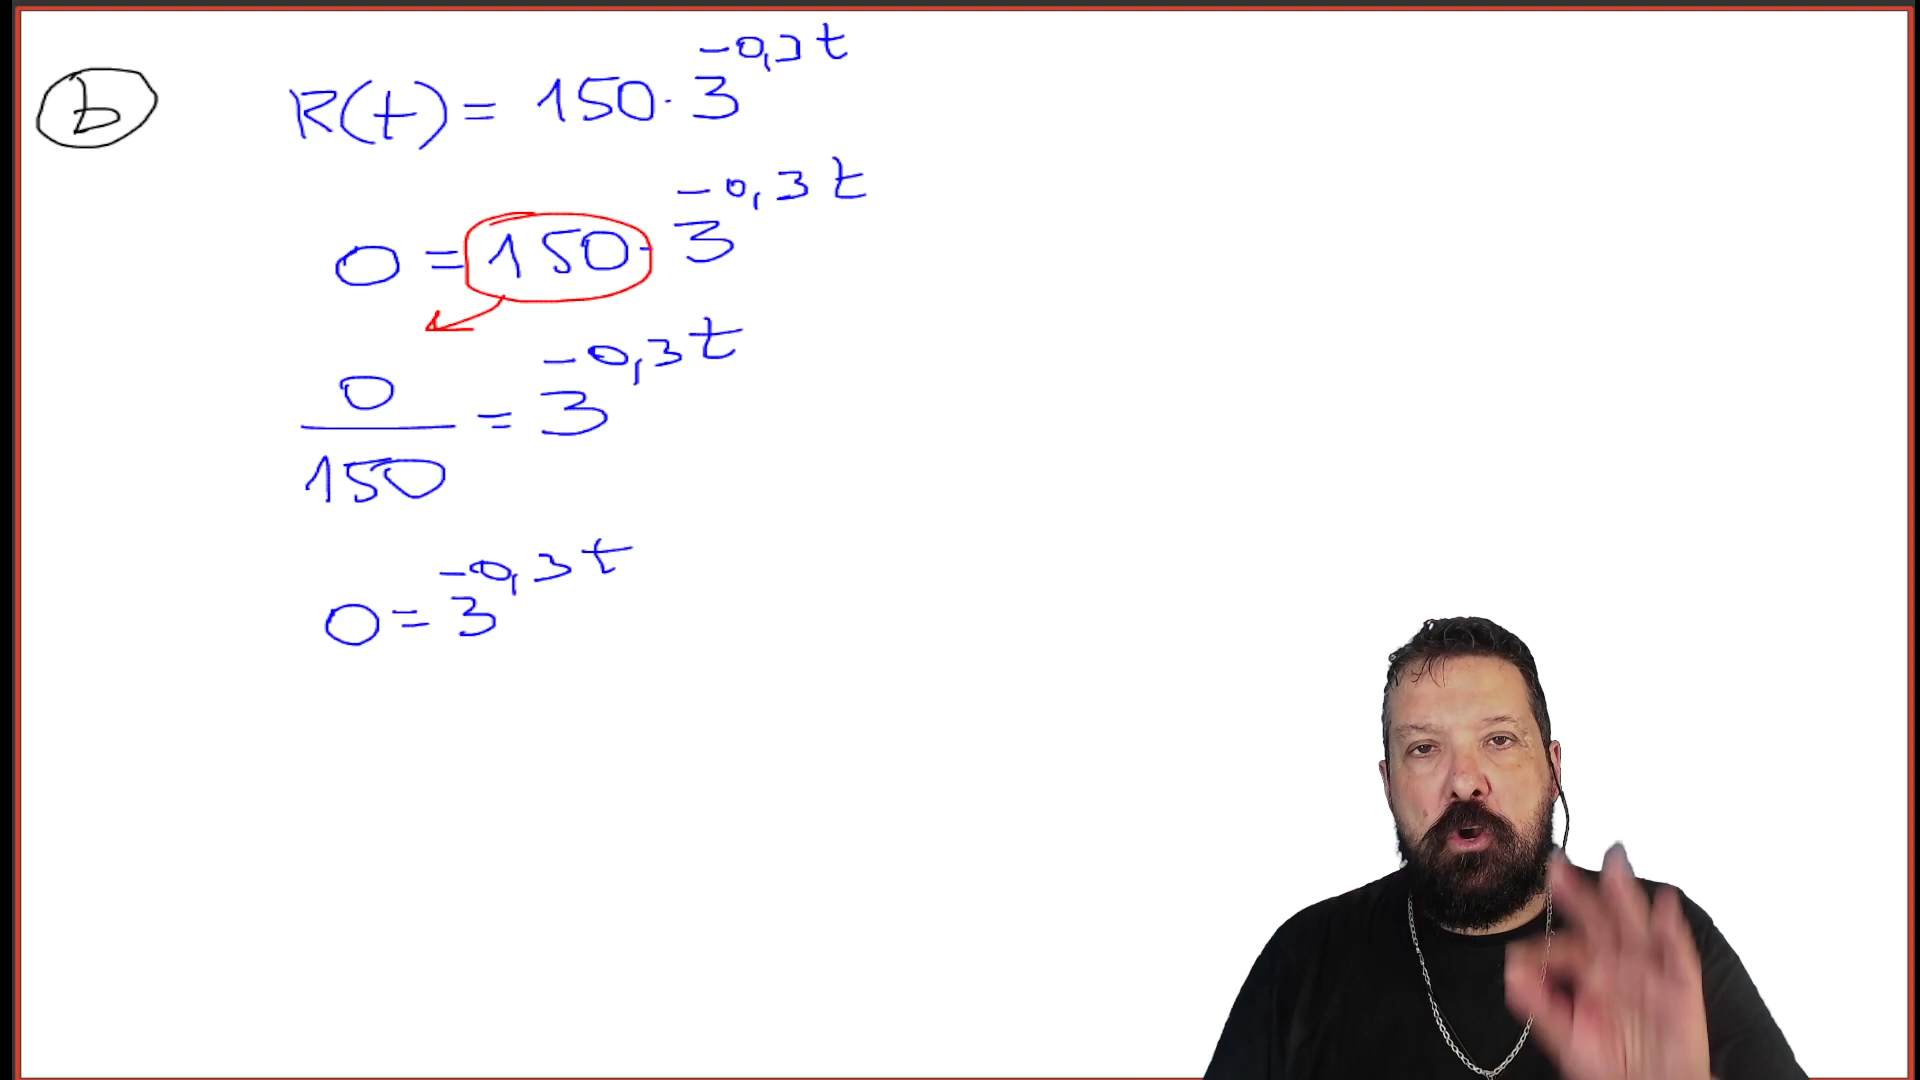 b
R(t) = 150 · 3^{-0,3t}
0 = 150 · 3^{-0,3t}
0/150 = 3^{-0,3t}
0 = 3^{-0,3t}